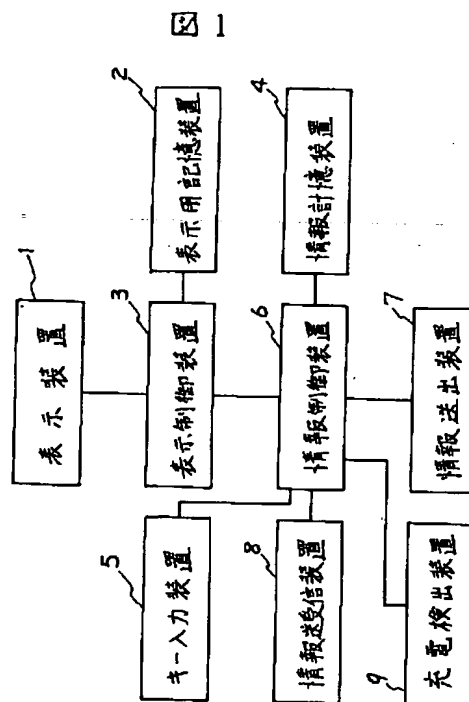 図 1
1
表示装置
2
表示用記憶装置
3
表示制御装置
4
情報計憶装置
5
キー入力装置
6
情報制御装置
7
情報送出装置
8
情報送受信装置
9
充電検出装置